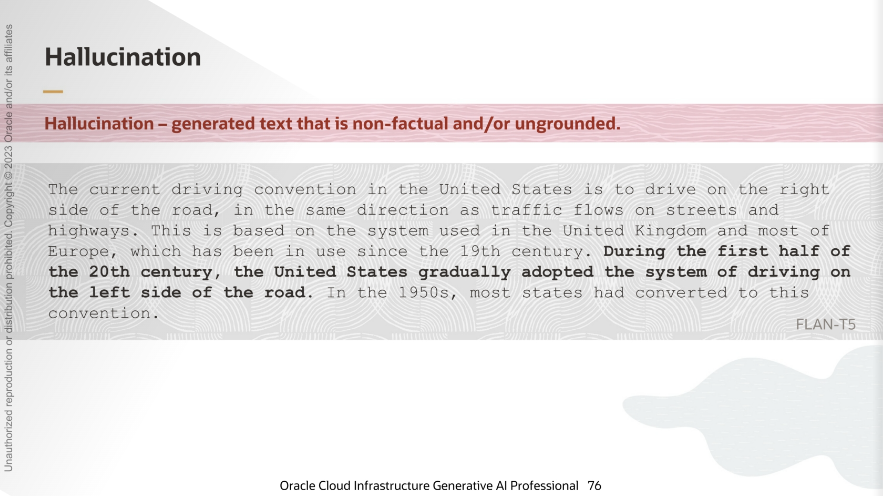 Hallucination
Hallucination – generated text that is non-factual and/or ungrounded.
The current driving convention in the United States is to drive on the right
side of the road, in the same direction as traffic flows on streets and
highways. This is based on the system used in the United Kingdom and most of
Europe, which has been in use since the 19th century. During the first half of
the 20th century, the United States gradually adopted the system of driving on
the left side of the road. In the 1950s, most states had converted to this
convention.
FLAN-T5
Oracle Cloud Infrastructure Generative AI Professional 76
Unauthorized reproduction or distribution prohibited. Copyright © 2023 Oracle and/or its affiliates